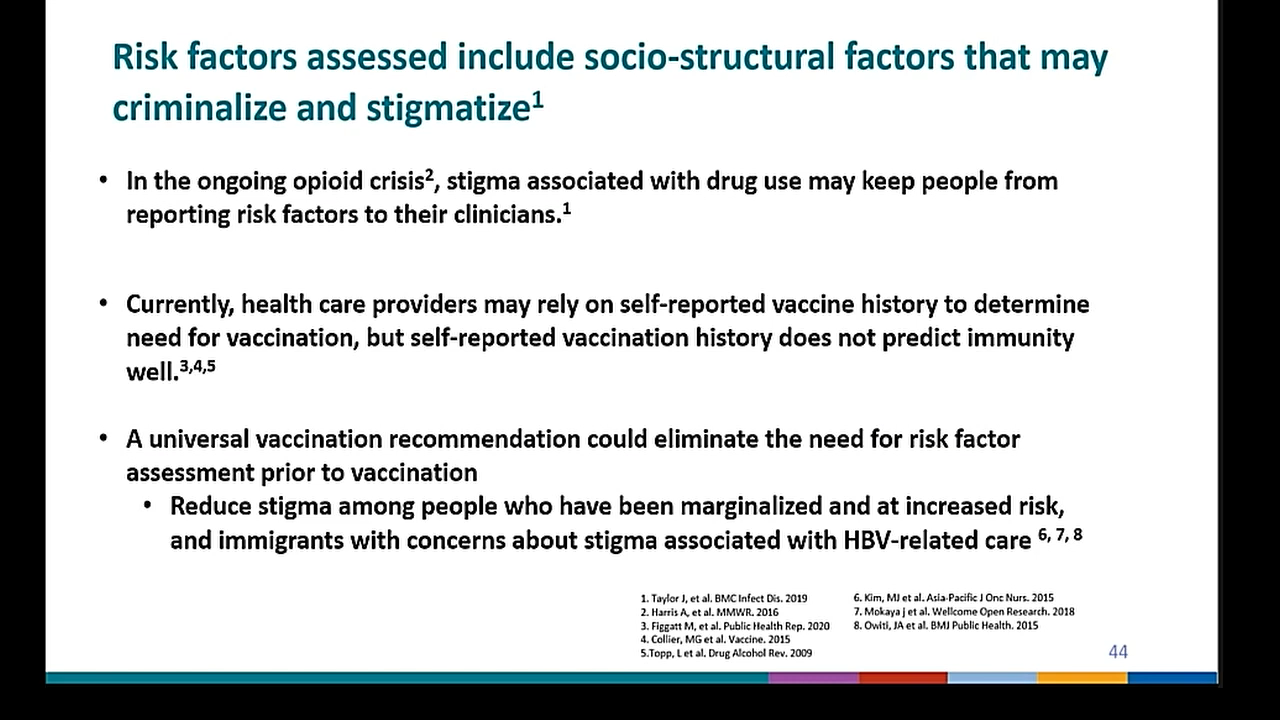 Risk factors assessed include socio-structural factors that may
criminalize and stigmatize1
• In the ongoing opioid crisis2, stigma associated with drug use may keep people from
reporting risk factors to their clinicians.1
• Currently, health care providers may rely on self-reported vaccine history to determine
need for vaccination, but self-reported vaccination history does not predict immunity
well.3,4,5
• A universal vaccination recommendation could eliminate the need for risk factor
assessment prior to vaccination
• Reduce stigma among people who have been marginalized and at increased risk,
and immigrants with concerns about stigma associated with HBV-related care 6, 7, 8
1. Taylor J, et al. BMC Infect Dis. 2019
2. Harris A, et al. MMWR. 2016
3. Figgatt M, et al. Public Health Rep. 2020
4. Collier, MG et al. Vaccine. 2015
5.Topp, L et al. Drug Alcohol Rev. 2009
6. Kim, MJ et al. Asia-Pacific J Onc Nurs. 2015
7. Mokaya j et al. Wellcome Open Research. 2018
8. Owiti, JA et al. BMJ Public Health. 2015
44